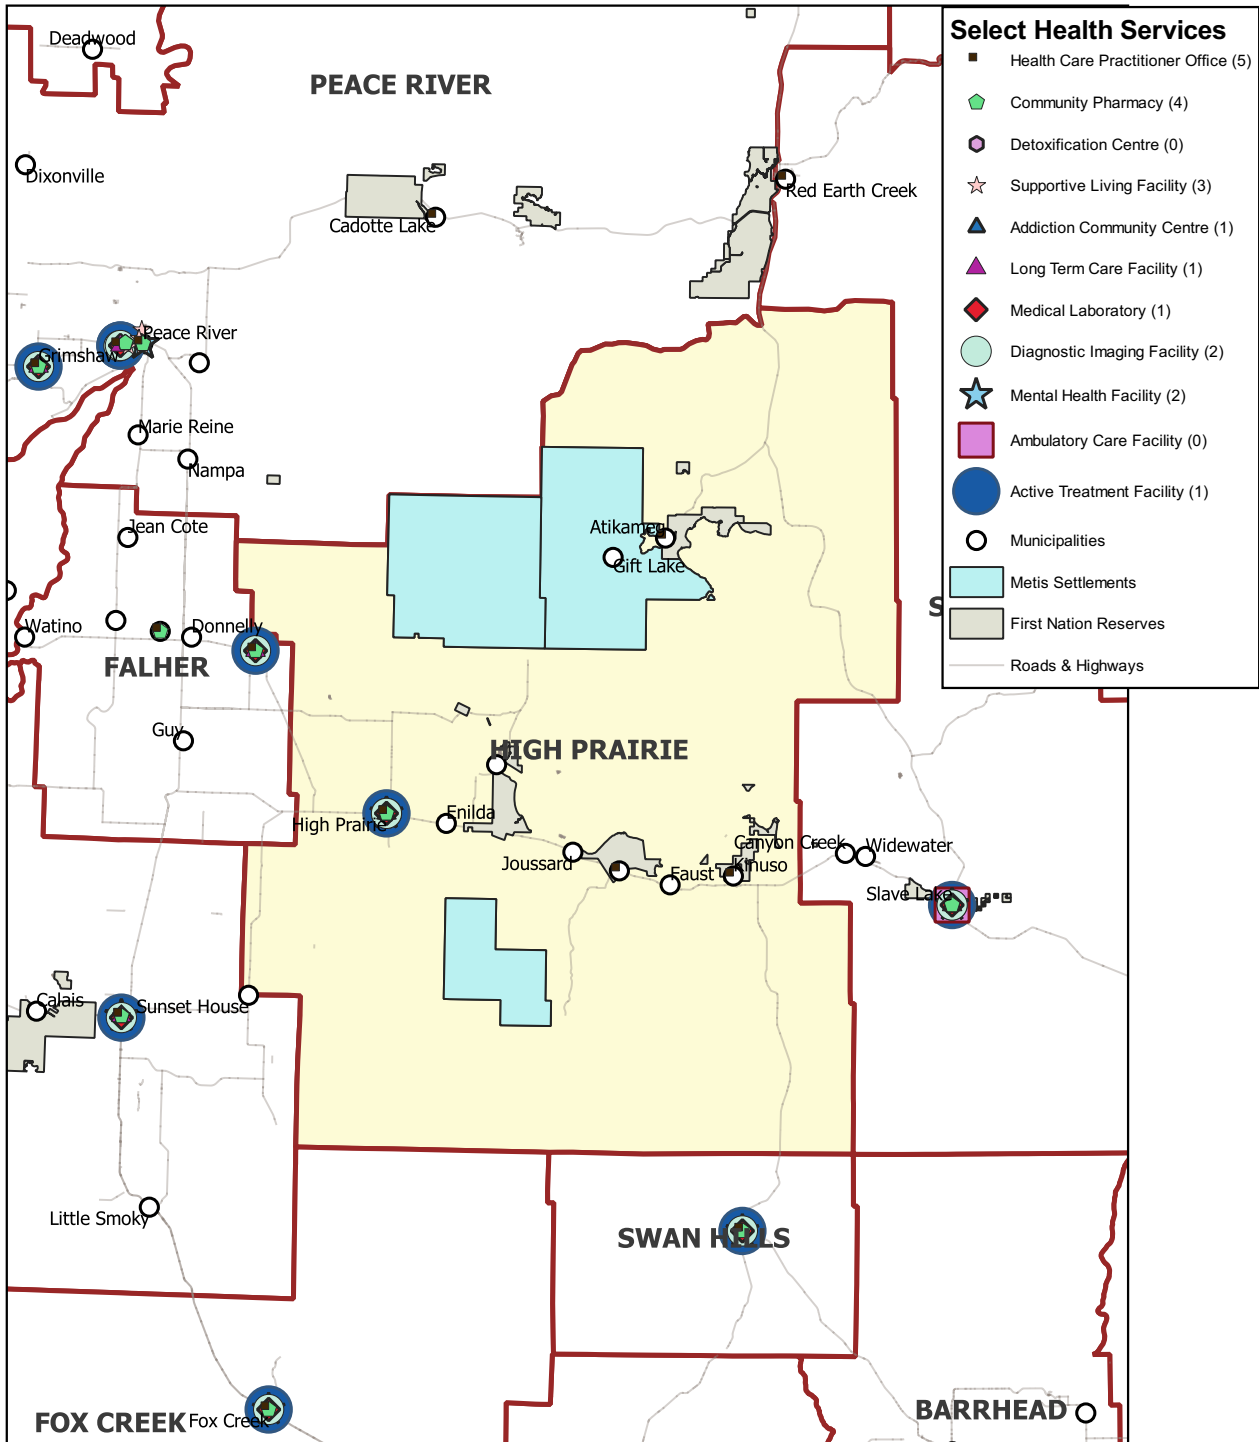 Select Health Services
Health Care Practitioner Office (5)
Community Pharmacy (4)
Detoxification Centre (0)
Supportive Living Facility (3)
Addiction Community Centre (1)
Long Term Care Facility (1)
Medical Laboratory (1)
Diagnostic Imaging Facility (2)
Mental Health Facility (2)
Ambulatory Care Facility (0)
Active Treatment Facility (1)
Municipalities
Metis Settlements
First Nation Reserves
Roads & Highways
Deadwood
PEACE RIVER
Dixonville
Red Earth Creek
Cadotte Lake
Peace River
Grimshaw
Marie Reine
Nampa
Jean Cote
Atikameg
Gift Lake
S
Watino
Donnelly
FALHER
Guy
HIGH PRAIRIE
High Prairie
Enilda
Joussard
Canyon Creek
Widewater
Faust
Kinuso
Slave Lake
Calais
Sunset House
Little Smoky
SWAN HILLS
FOX CREEK
Fox Creek
BARRHEAD